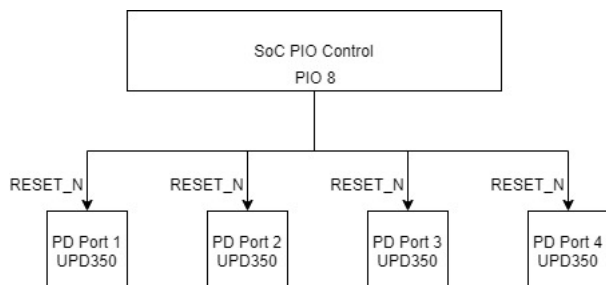 SoC PIO Control
PIO 8
RESET_N RESET_N RESET_N RESET_N
PD Port 1 PD Port 2 PD Port 3 PD Port 4
UPD350 UPD350 UPD350 UPD350